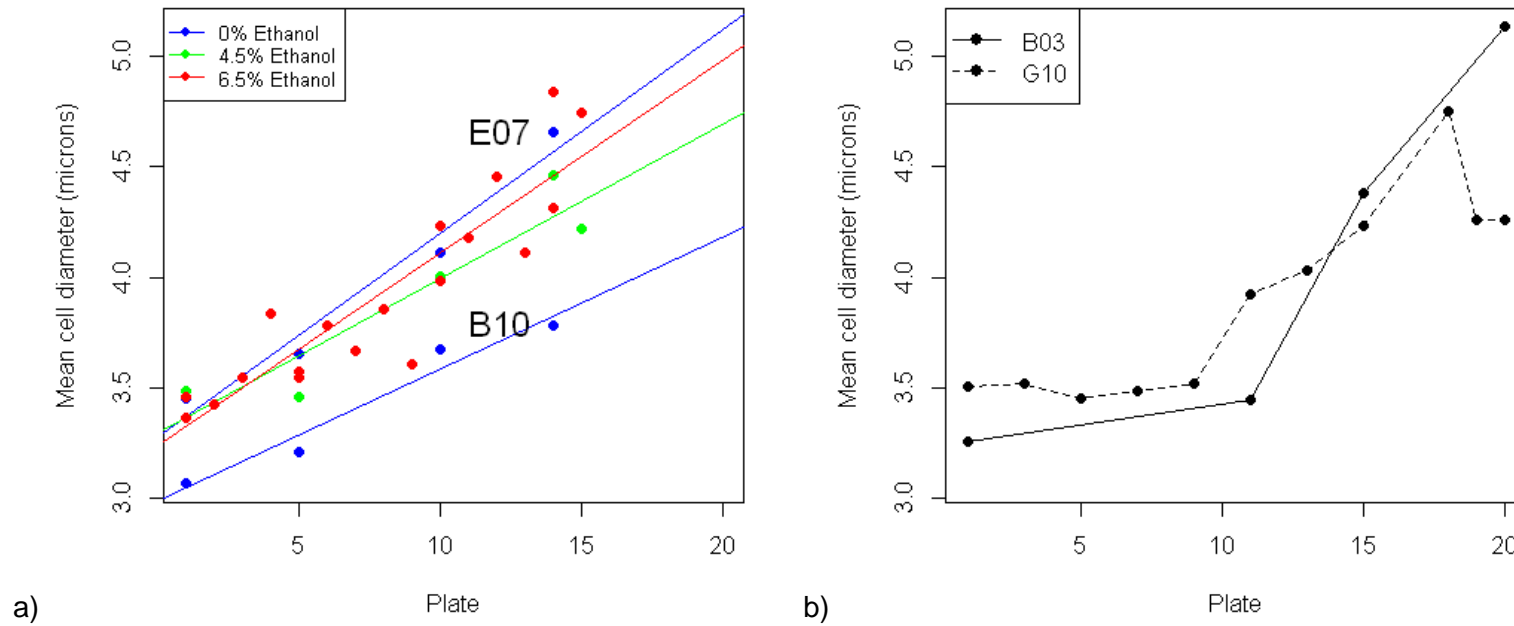 0% Ethanol
4.5% Ethanol
6.5% Ethanol
E07
B10
Mean cell diameter (microns)
5.0
4.5
4.0
3.5
3.0
5 10 15 20
Plate
a)
B03
G10
Mean cell diameter (microns)
5.0
4.5
4.0
3.5
3.0
5 10 15 20
Plate
b)